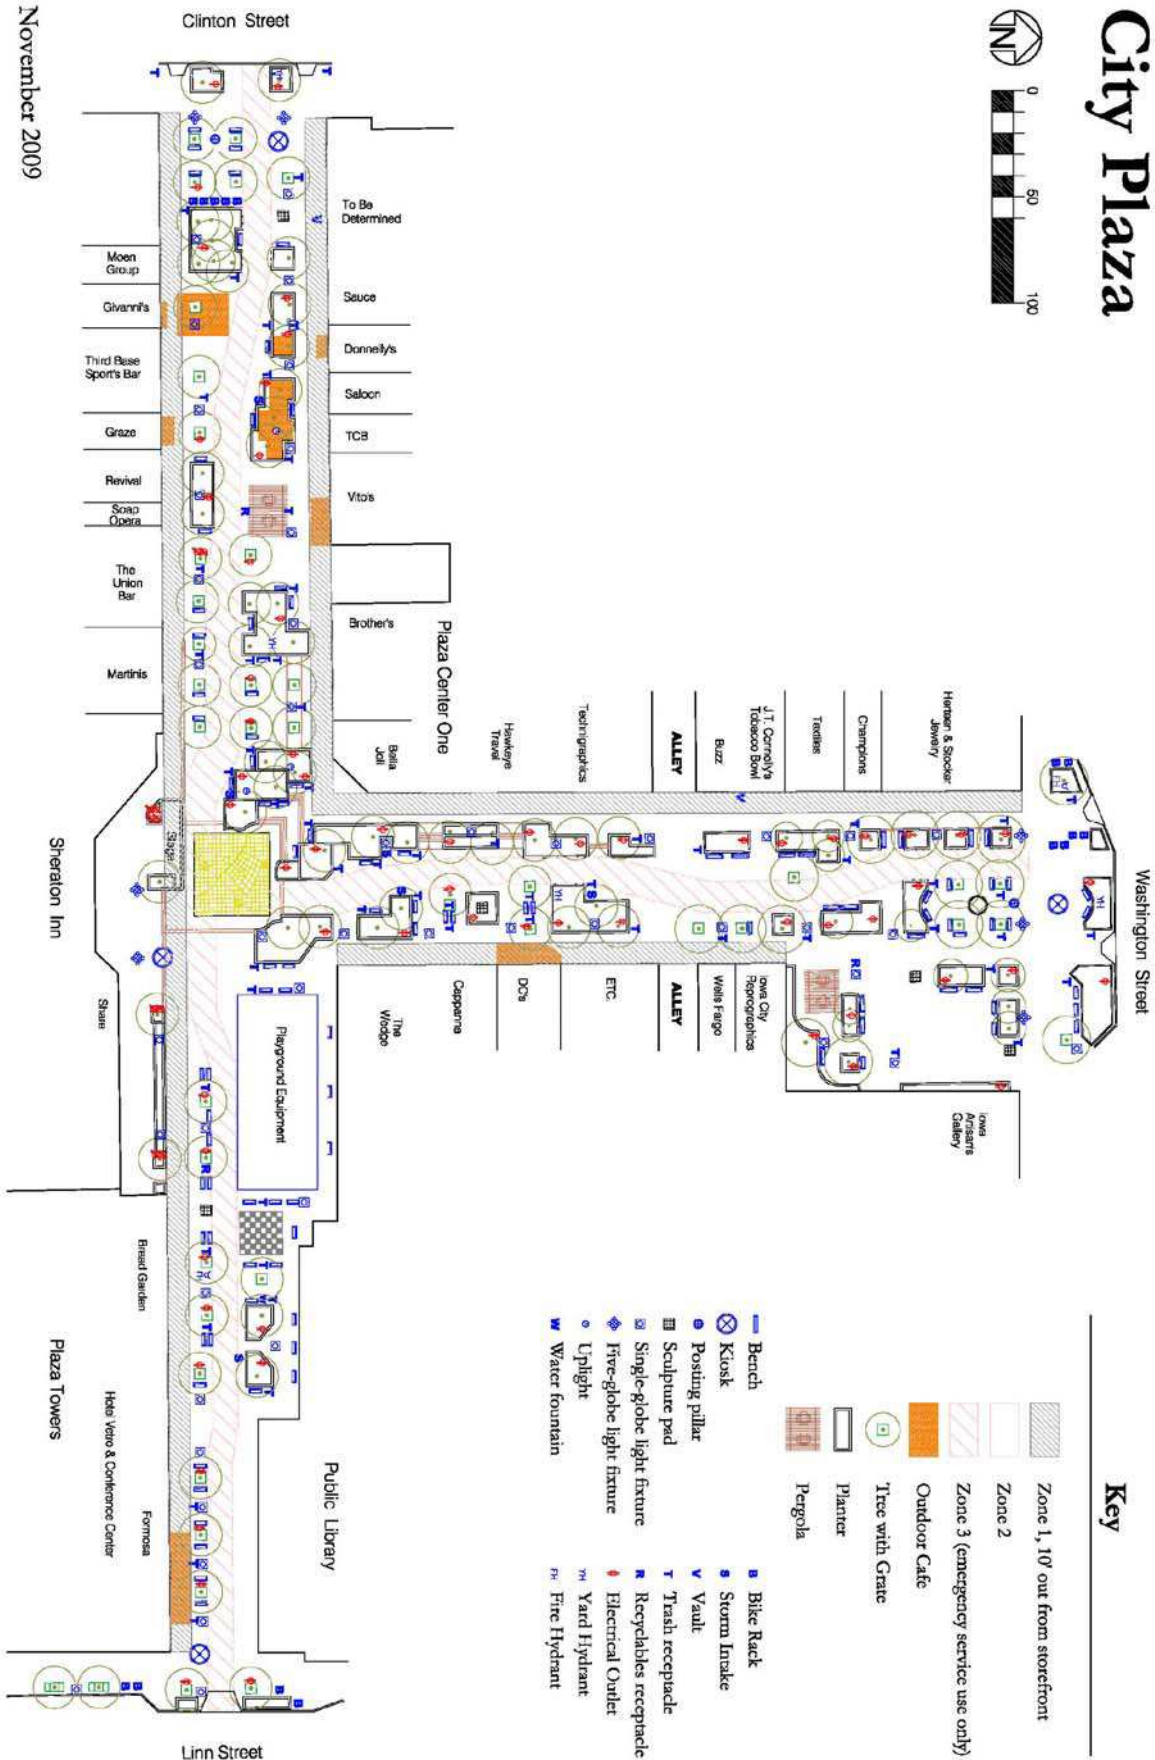 City Plaza
N
0
50
100
November 2009
Clinton Street
To Be
Determined
Sauce
Donnelly's
Saloon
TCB
Vito's
Brother's
Plaza Center One
Bella
Joli
Hawkeye
Travel
Technigraphics
ALLEY
Buzz
J.T. Connolly's
Tobacco Bowl
Textiles
Champions
Herteen & Stocker
Jewelry
Washington Street
Moen
Group
Givanni's
Third Base
Sport's Bar
Graze
Revival
Soap
Opera
The
Union
Bar
Martinis
Stage
Sheraton Inn
Share
Bread Garden
Plaza Towers
Hotel Vetro & Conference Center
Formosa
Linn Street
Playground Equipment
The
Wedge
Capanna
DC's
ETC.
ALLEY
Wells Fargo
Iowa City
Reprographics
Iowa
Artisan's
Gallery
Public Library
Key
Zone 1, 10' out from storefront
Zone 2
Zone 3 (emergency service use only)
Outdoor Cafe
Tree with Grate
Planter
Pergola
Bench
Kiosk
Posting pillar
Sculpture pad
Single-globe light fixture
Five-globe light fixture
Uplight
W Water fountain
B Bike Rack
S Storm Intake
V Vault
T Trash receptacle
R Recyclables receptacle
Electrical Outlet
YH Yard Hydrant
FH Fire Hydrant